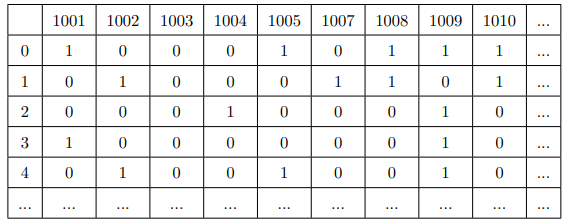 1001 1002 1003 1004 1005 1007 1008 1009 1010 ...
0 1 0 0 0 1 0 1 1 1 ...
1 0 1 0 0 0 1 1 0 1 ...
2 0 0 0 1 0 0 0 1 0 ...
3 1 0 0 0 0 0 0 1 0 ...
4 0 1 0 0 1 0 0 1 0 ...
... ... ... ... ... ... ... ... ... ... ...